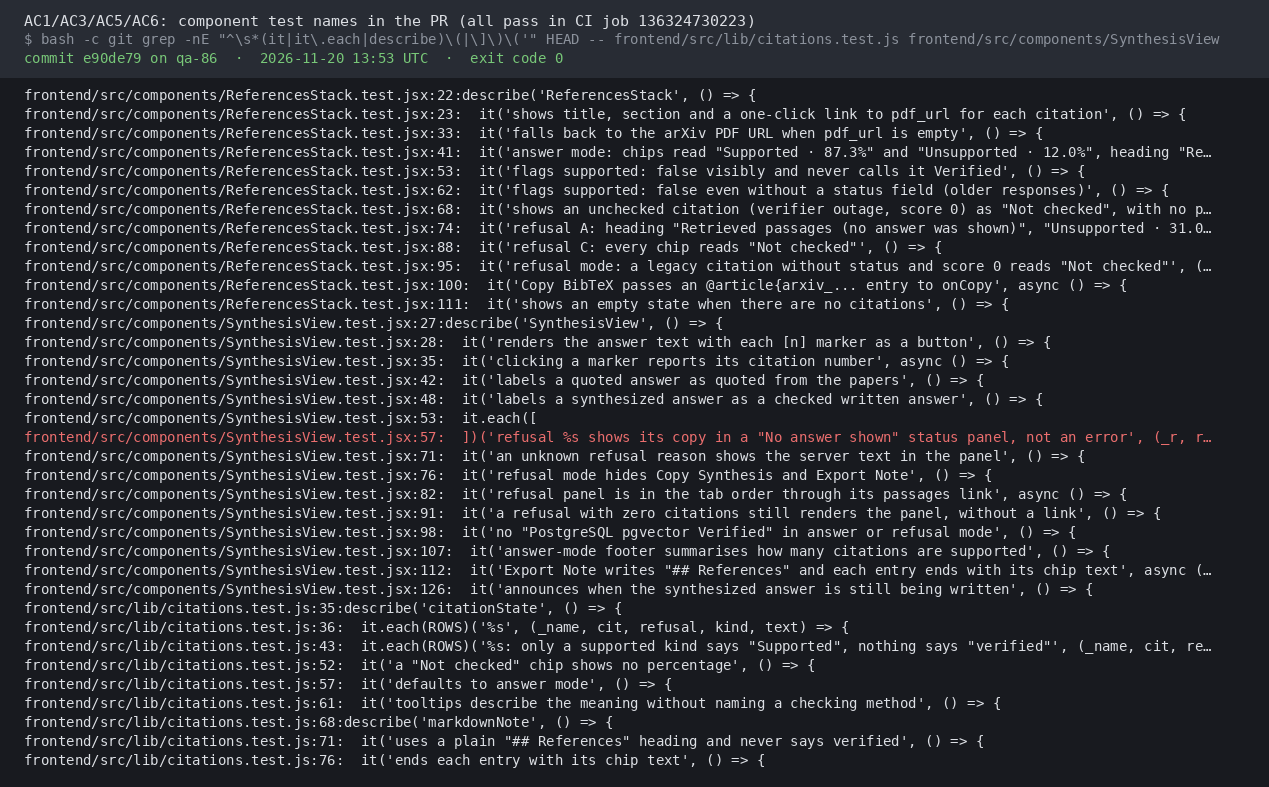 AC1/AC3/AC5/AC6: component test names in the PR (all pass in CI job 136324730223)
$ bash -c git grep -nE "^\s*(it|it\.each|describe)\(|\]\)\('" HEAD -- frontend/src/lib/citations.test.js frontend/src/components/SynthesisView
commit e90de79 on qa-86  ·  2026-11-20 13:53 UTC  ·  exit code 0
frontend/src/components/ReferencesStack.test.jsx:22:describe('ReferencesStack', () => {
frontend/src/components/ReferencesStack.test.jsx:23:  it('shows title, section and a one-click link to pdf_url for each citation', () => {
frontend/src/components/ReferencesStack.test.jsx:33:  it('falls back to the arXiv PDF URL when pdf_url is empty', () => {
frontend/src/components/ReferencesStack.test.jsx:41:  it('answer mode: chips read "Supported · 87.3%" and "Unsupported · 12.0%", heading "Re…
frontend/src/components/ReferencesStack.test.jsx:53:  it('flags supported: false visibly and never calls it Verified', () => {
frontend/src/components/ReferencesStack.test.jsx:62:  it('flags supported: false even without a status field (older responses)', () => {
frontend/src/components/ReferencesStack.test.jsx:68:  it('shows an unchecked citation (verifier outage, score 0) as "Not checked", with no p…
frontend/src/components/ReferencesStack.test.jsx:74:  it('refusal A: heading "Retrieved passages (no answer was shown)", "Unsupported · 31.0…
frontend/src/components/ReferencesStack.test.jsx:88:  it('refusal C: every chip reads "Not checked"', () => {
frontend/src/components/ReferencesStack.test.jsx:95:  it('refusal mode: a legacy citation without status and score 0 reads "Not checked"', (…
frontend/src/components/ReferencesStack.test.jsx:100:  it('Copy BibTeX passes an @article{arxiv_... entry to onCopy', async () => {
frontend/src/components/ReferencesStack.test.jsx:111:  it('shows an empty state when there are no citations', () => {
frontend/src/components/SynthesisView.test.jsx:27:describe('SynthesisView', () => {
frontend/src/components/SynthesisView.test.jsx:28:  it('renders the answer text with each [n] marker as a button', () => {
frontend/src/components/SynthesisView.test.jsx:35:  it('clicking a marker reports its citation number', async () => {
frontend/src/components/SynthesisView.test.jsx:42:  it('labels a quoted answer as quoted from the papers', () => {
frontend/src/components/SynthesisView.test.jsx:48:  it('labels a synthesized answer as a checked written answer', () => {
frontend/src/components/SynthesisView.test.jsx:53:  it.each([
frontend/src/components/SynthesisView.test.jsx:57:  ])('refusal %s shows its copy in a "No answer shown" status panel, not an error', (_r, r…
frontend/src/components/SynthesisView.test.jsx:71:  it('an unknown refusal reason shows the server text in the panel', () => {
frontend/src/components/SynthesisView.test.jsx:76:  it('refusal mode hides Copy Synthesis and Export Note', () => {
frontend/src/components/SynthesisView.test.jsx:82:  it('refusal panel is in the tab order through its passages link', async () => {
frontend/src/components/SynthesisView.test.jsx:91:  it('a refusal with zero citations still renders the panel, without a link', () => {
frontend/src/components/SynthesisView.test.jsx:98:  it('no "PostgreSQL pgvector Verified" in answer or refusal mode', () => {
frontend/src/components/SynthesisView.test.jsx:107:  it('answer-mode footer summarises how many citations are supported', () => {
frontend/src/components/SynthesisView.test.jsx:112:  it('Export Note writes "## References" and each entry ends with its chip text', async (…
frontend/src/components/SynthesisView.test.jsx:126:  it('announces when the synthesized answer is still being written', () => {
frontend/src/lib/citations.test.js:35:describe('citationState', () => {
frontend/src/lib/citations.test.js:36:  it.each(ROWS)('%s', (_name, cit, refusal, kind, text) => {
frontend/src/lib/citations.test.js:43:  it.each(ROWS)('%s: only a supported kind says "Supported", nothing says "verified"', (_name, cit, re…
frontend/src/lib/citations.test.js:52:  it('a "Not checked" chip shows no percentage', () => {
frontend/src/lib/citations.test.js:57:  it('defaults to answer mode', () => {
frontend/src/lib/citations.test.js:61:  it('tooltips describe the meaning without naming a checking method', () => {
frontend/src/lib/citations.test.js:68:describe('markdownNote', () => {
frontend/src/lib/citations.test.js:71:  it('uses a plain "## References" heading and never says verified', () => {
frontend/src/lib/citations.test.js:76:  it('ends each entry with its chip text', () => {